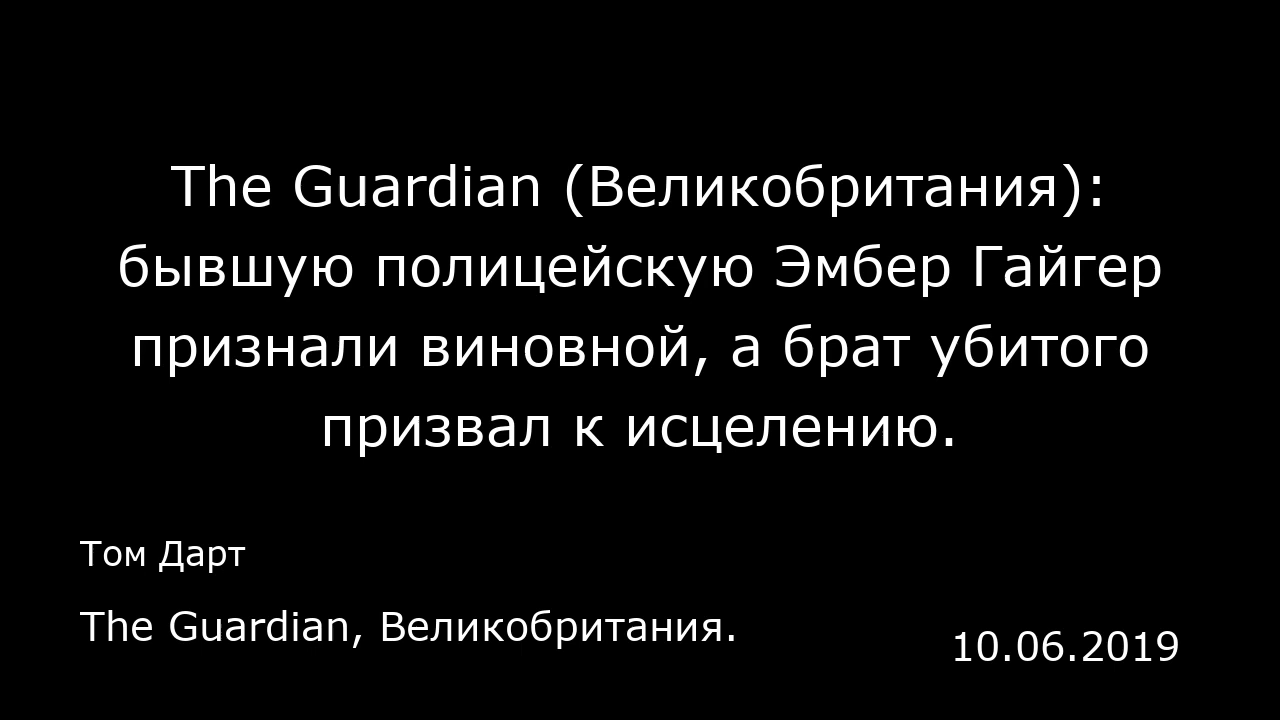 The Guardian (Великобритания):
бывшую полицейскую Эмбер Гайгер
признали виновной, а брат убитого
призвал к исцелению.
Том Дарт
The Guardian, Великобритания.
10.06.2019